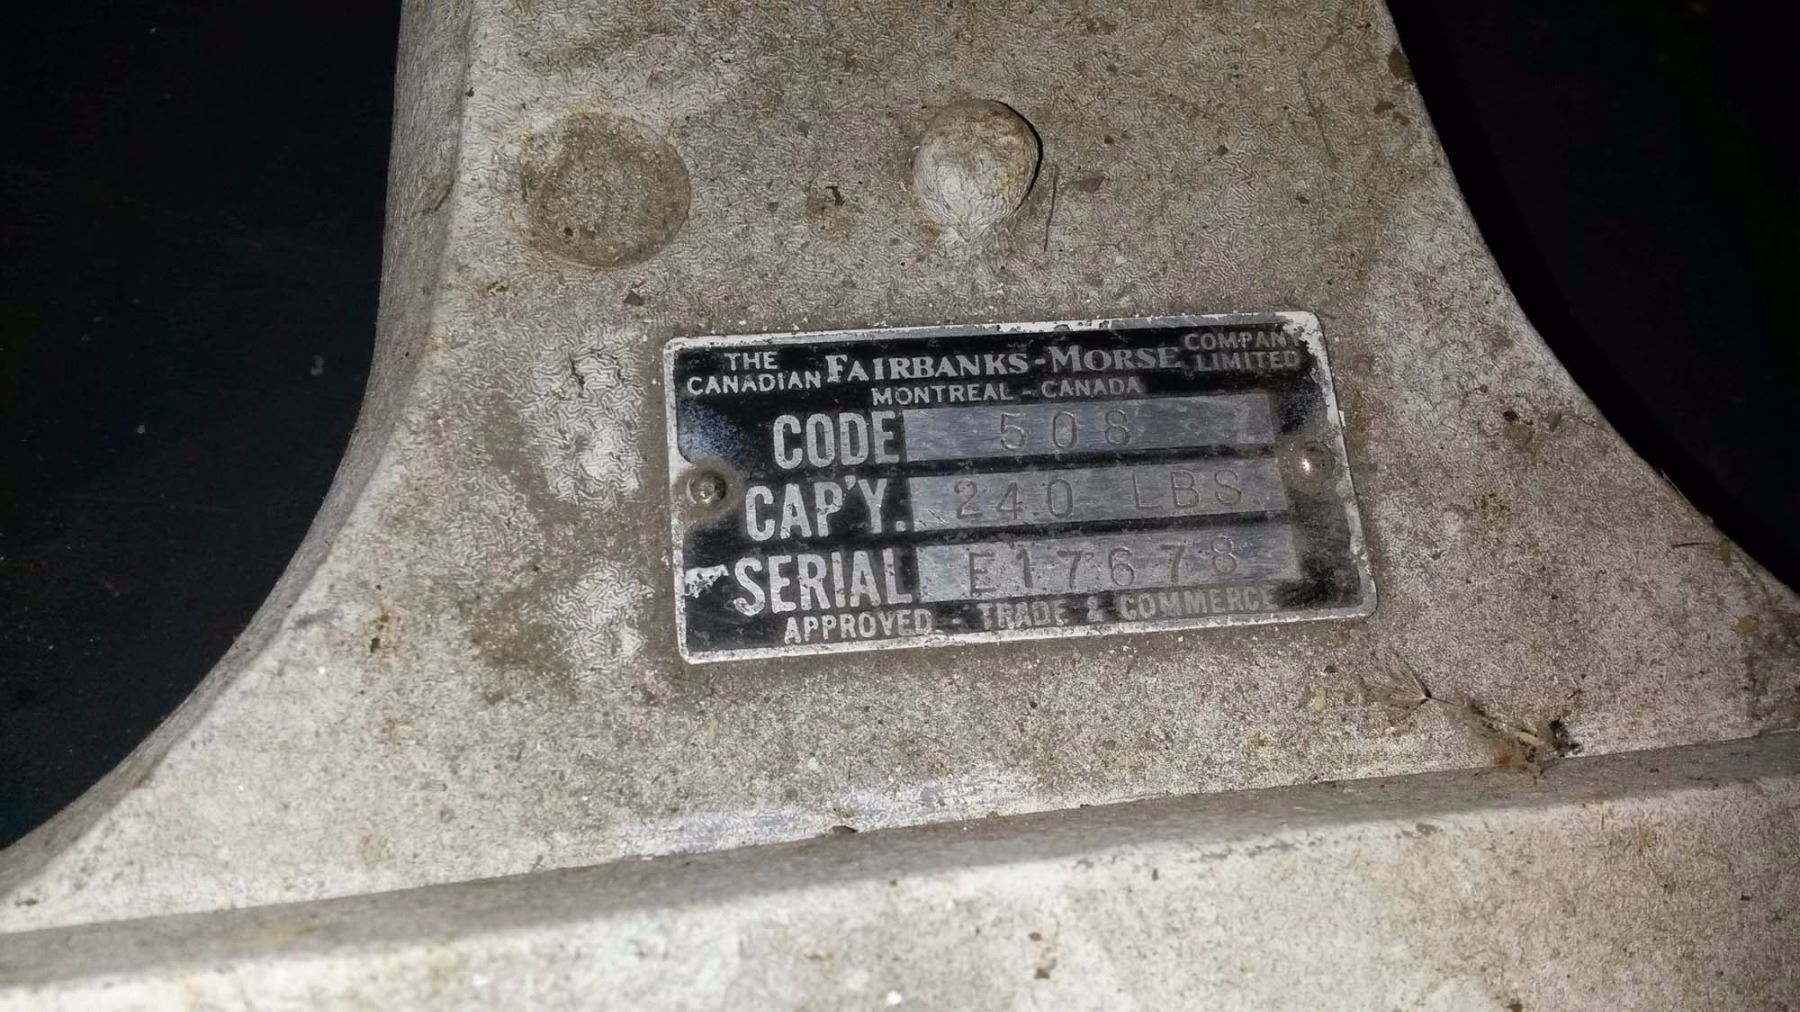 THE CANADIAN FAIRBANKS-MORSE COMPANY LIMITED
MONTREAL - CANADA
CODE 508
CAP'Y. 240 LBS
SERIAL E17678
APPROVED - TRADE & COMMERCE